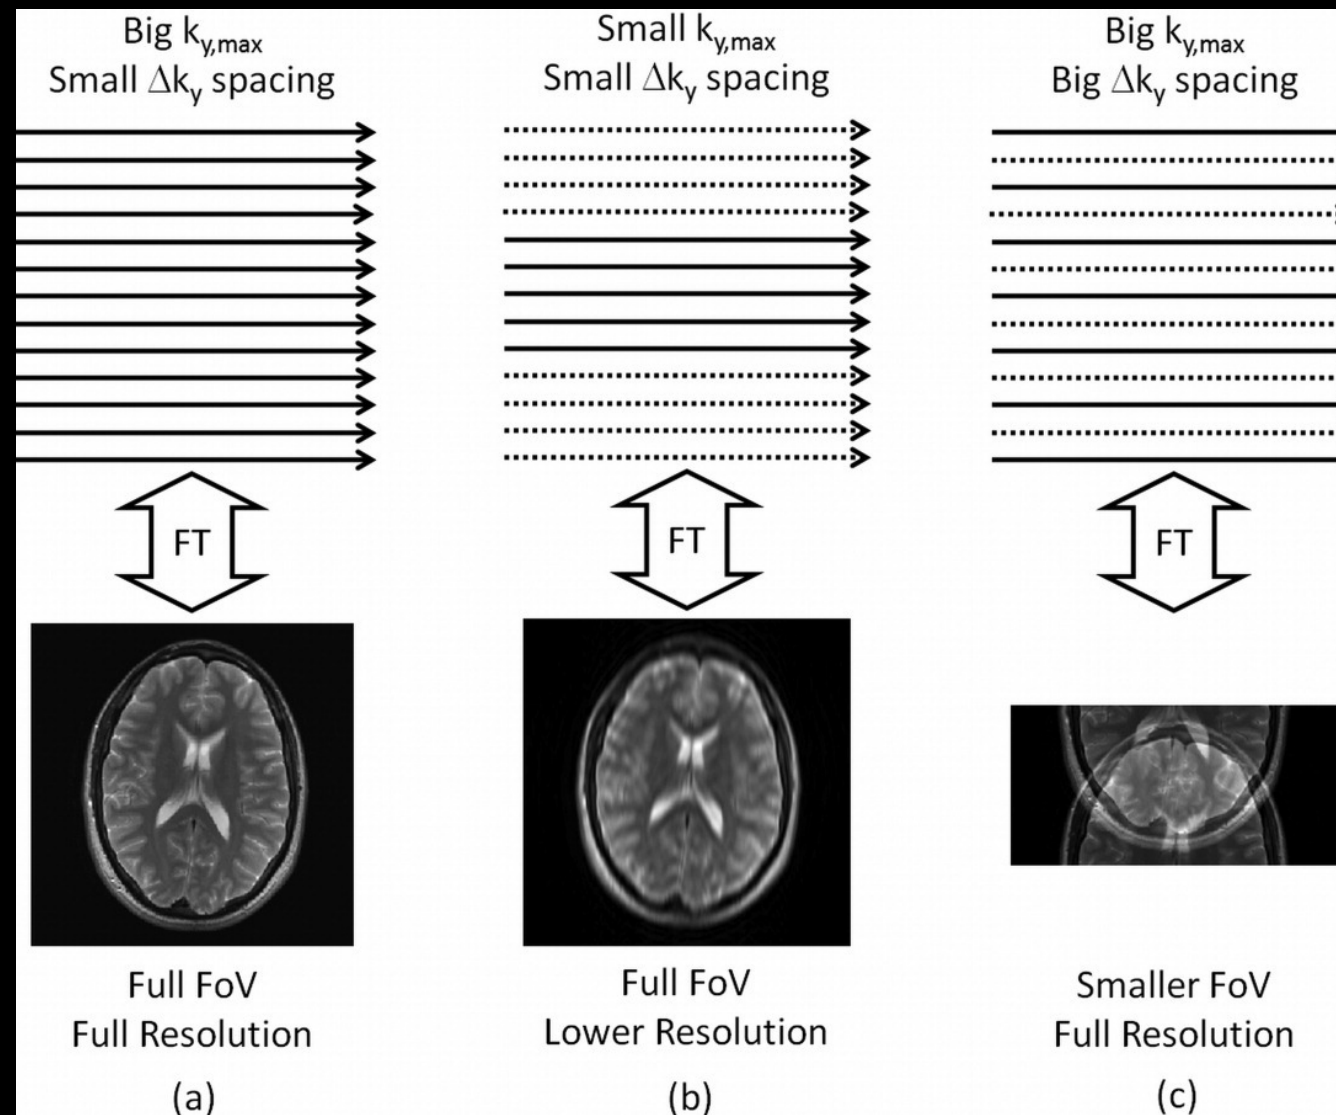 Big k_y,max
Small Δk_y spacing
FT
Full FoV
Full Resolution
(a)
Small k_y,max
Small Δk_y spacing
FT
Full FoV
Lower Resolution
(b)
Big k_y,max
Big Δk_y spacing
FT
Smaller FoV
Full Resolution
(c)